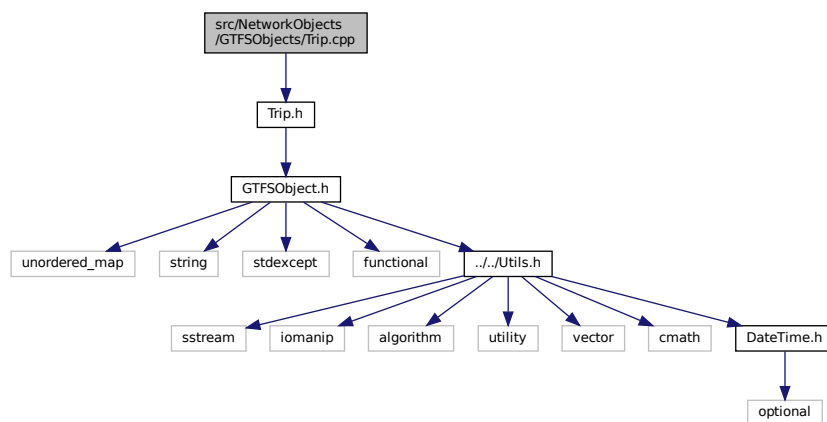 src/NetworkObjects
/GTFSObjects/Trip.cpp
Trip.h
GTFSObject.h
unordered_map
string
stdexcept
functional
../../Utils.h
sstream
iomanip
algorithm
utility
vector
cmath
DateTime.h
optional